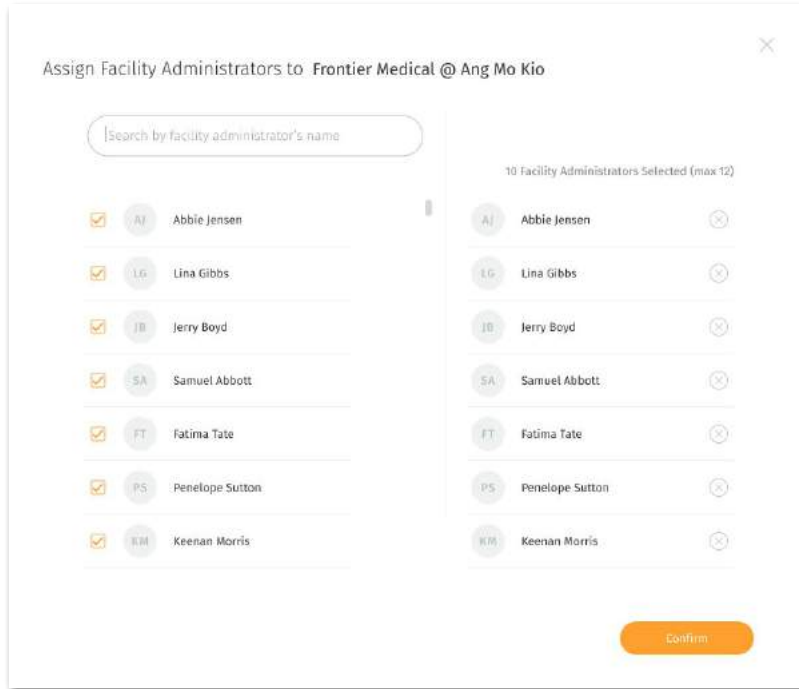 Assign Facility Administrators to Frontier Medical @ Ang Mo Kio
Search by facility administrator's name
10 Facility Administrators Selected (max 12)
AJ Abbie Jensen
LG Lina Gibbs
JB Jerry Boyd
SA Samuel Abbott
FT Fatima Tate
PS Penelope Sutton
KM Keenan Morris
AJ Abbie Jensen
LG Lina Gibbs
JB Jerry Boyd
SA Samuel Abbott
FT Fatima Tate
PS Penelope Sutton
KM Keenan Morris
Confirm